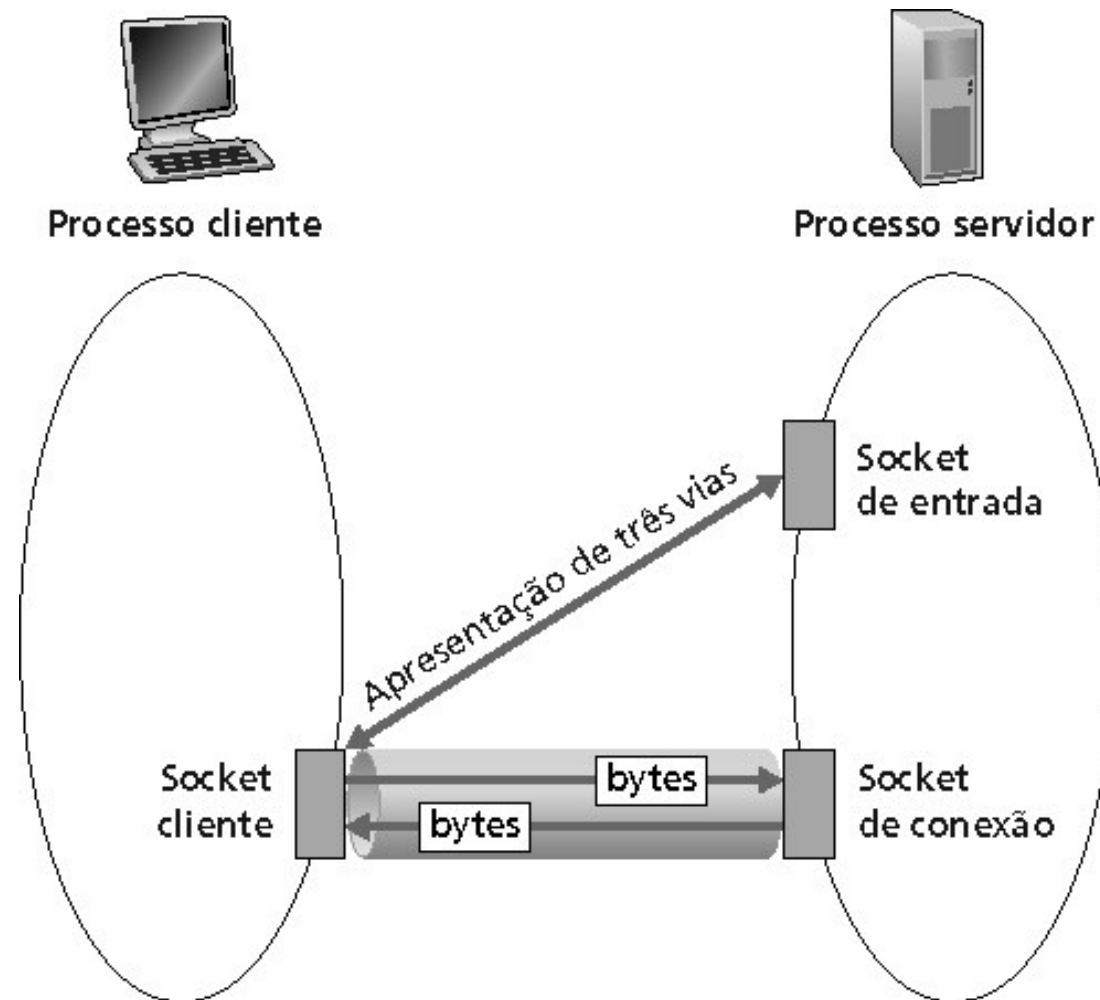 Processo cliente
Processo servidor
Socket
de entrada
Apresentação de três vias
Socket
cliente
bytes
bytes
Socket
de conexão